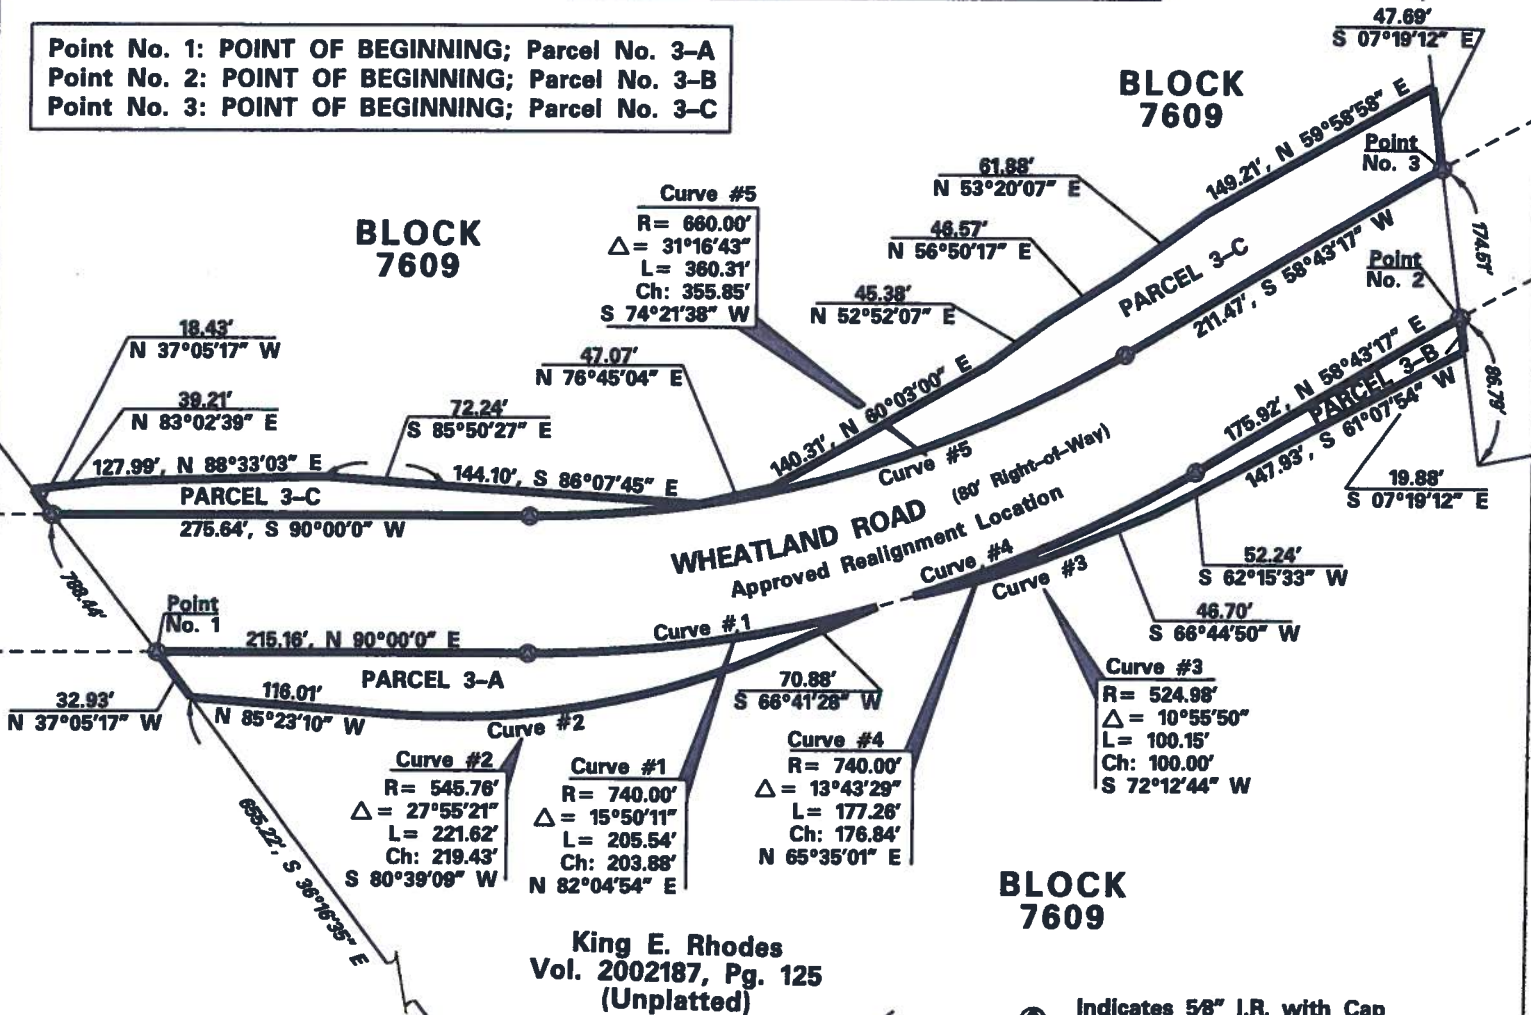 Point No. 1: POINT OF BEGINNING; Parcel No. 3-A
Point No. 2: POINT OF BEGINNING; Parcel No. 3-B
Point No. 3: POINT OF BEGINNING; Parcel No. 3-C
47.69'
S 07°19'12" E
BLOCK
7609
149.21', N 59°58'58" E
Point
No. 3
61.88'
N 53°20'07" E
Curve #5
R= 660.00'
△= 31°16'43"
L= 360.31'
Ch: 355.85'
S 74°21'38" W
BLOCK
7609
46.57'
N 56°50'17" E
PARCEL 3-C
211.47', S 58°43'17" W
174.51'
Point
No. 2
45.38'
N 52°52'07" E
18.43'
N 37°05'17" W
47.07'
N 76°45'04" E
39.21'
N 83°02'39" E
72.24'
S 85°50'27" E
140.31', N 60°03'00" E
175.92', N 58°43'17" E
PARCEL 3-B
86.79'
147.93', S 61°07'54" W
127.99', N 88°33'03" E
144.10', S 86°07'45" E
PARCEL 3-C
275.64', S 90°00'0" W
Curve #5
WHEATLAND ROAD (80' Right-of-Way)
Approved Realignment Location
19.88'
S 07°19'12" E
52.24'
S 62°15'33" W
Curve #4
Curve #3
788.44'
Point
No. 1
215.16', N 90°00'0" E
Curve #1
46.70'
S 66°44'50" W
PARCEL 3-A
32.93'
N 37°05'17" W
116.01'
N 85°23'10" W
Curve #2
70.88'
S 66°41'28" W
Curve #3
R= 524.98'
△= 10°55'50"
L= 100.15'
Ch: 100.00'
S 72°12'44" W
Curve #2
R= 545.76'
△= 27°55'21"
L= 221.62'
Ch: 219.43'
S 80°39'09" W
Curve #1
R= 740.00'
△= 15°50'11"
L= 205.54'
Ch: 203.88'
N 82°04'54" E
Curve #4
R= 740.00'
△= 13°43'29"
L= 177.26'
Ch: 176.84'
N 65°35'01" E
655.22', S 36°16'35" E
BLOCK
7609
King E. Rhodes
Vol. 2002187, Pg. 125
(Unplatted)
Indicates 5/8" I.R. with Cap